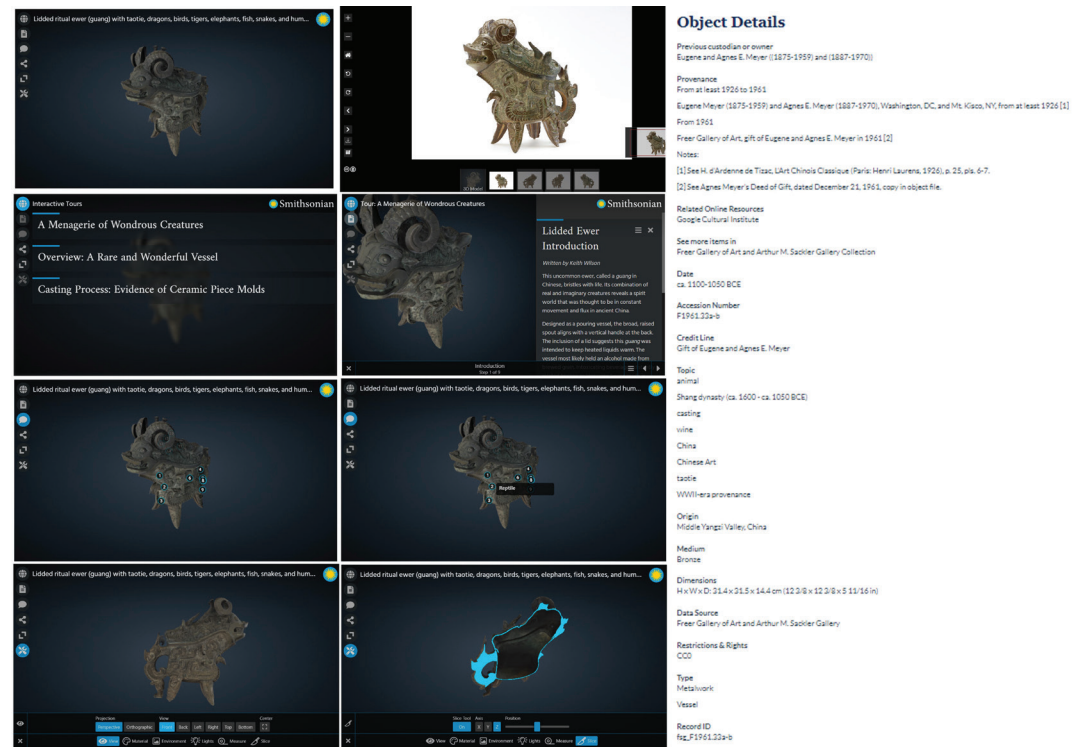 Lidded ritual ewer (guang) with taotie, dragons, birds, tigers, elephants, fish, snakes, and hum...
3D Model
Interactive Tours
Smithsonian
A Menagerie of Wondrous Creatures
Overview: A Rare and Wonderful Vessel
Casting Process: Evidence of Ceramic Piece Molds
Tour: A Menagerie of Wondrous Creatures
Smithsonian
Lidded Ewer
Introduction
Written by Keith Wilson
This uncommon ewer, called a guang in
Chinese, bristles with life. Its combination of
real and imaginary creatures reveals a spirit
world that was thought to be in constant
movement and flux in ancient China.
Designed as a pouring vessel, the broad, raised
spout aligns with a vertical handle at the back.
The inclusion of a lid suggests this guang was
intended to keep heated liquids warm. The
vessel most likely held an alcohol made from
Introduction
Step 1 of 9
Lidded ritual ewer (guang) with taotie, dragons, birds, tigers, elephants, fish, snakes, and hum...
Lidded ritual ewer (guang) with taotie, dragons, birds, tigers, elephants, fish, snakes, and hum...
Reptile
Lidded ritual ewer (guang) with taotie, dragons, birds, tigers, elephants, fish, snakes, and hum...
Projection View Center
Perspective Orthographic Back Left Right Top Bottom
View Material Environment Lights Measure Slice
Lidded ritual ewer (guang) with taotie, dragons, birds, tigers, elephants, fish, snakes, and hum...
Slice Tool Axis Position
On X Y Z
View Material Environment Lights Measure Slice
Object Details
Previous custodian or owner
Eugene and Agnes E. Meyer ((1875-1959) and (1887-1970))
Provenance
From at least 1926 to 1961
Eugene Meyer (1875-1959) and Agnes E. Meyer (1887-1970), Washington, DC, and Mt. Kisco, NY, from at least 1926 [1]
From 1961
Freer Gallery of Art, gift of Eugene and Agnes E. Meyer in 1961 [2]
Notes:
[1] See H. d'Ardenne de Tizac, L'Art Chinois Classique (Paris: Henri Laurens, 1926), p. 25, pls. 6-7.
[2] See Agnes Meyer's Deed of Gift, dated December 21, 1961, copy in object file.
Related Online Resources
Google Cultural Institute
See more items in
Freer Gallery of Art and Arthur M. Sackler Gallery Collection
Date
ca. 1100-1050 BCE
Accession Number
F1961.33a-b
Credit Line
Gift of Eugene and Agnes E. Meyer
Topic
animal
Shang dynasty (ca. 1600 - ca. 1050 BCE)
casting
wine
China
Chinese Art
taotie
WWII-era provenance
Origin
Middle Yangzi Valley, China
Medium
Bronze
Dimensions
H x W x D: 31.4 x 31.5 x 14.4 cm (12 3/8 x 12 3/8 x 5 11/16 in)
Data Source
Freer Gallery of Art and Arthur M. Sackler Gallery
Restrictions & Rights
CC0
Type
Metalwork
Vessel
Record ID
fsg_F1961.33a-b